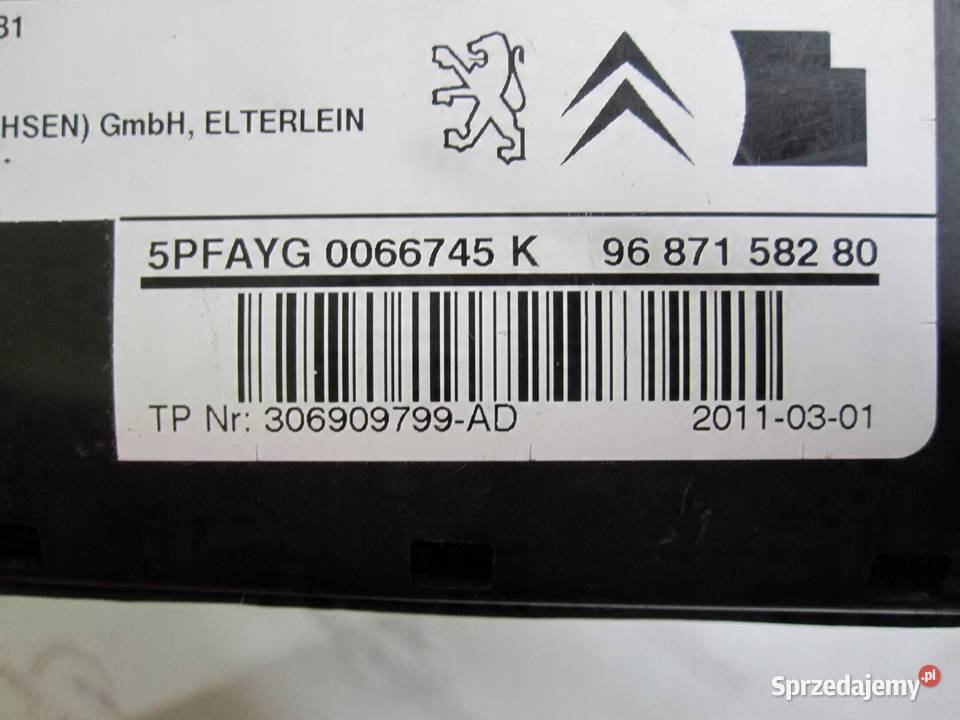 HSEN) GmbH, ELTERLEIN
5PFAYG 0066745 K 96 871 582 80
TP Nr: 306909799-AD 2011-03-01
Sprzedajemy.pl